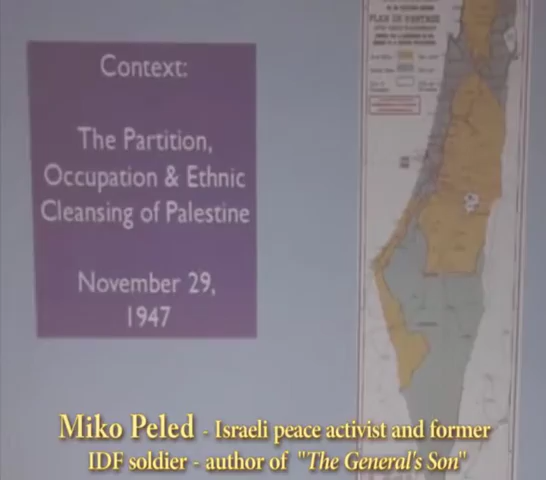 Context:
The Partition,
Occupation & Ethnic
Cleansing of Palestine
November 29,
1947
PLAN OF PARTITION
Miko Peled - Israeli peace activist and former
IDF soldier - author of "The General's Son"